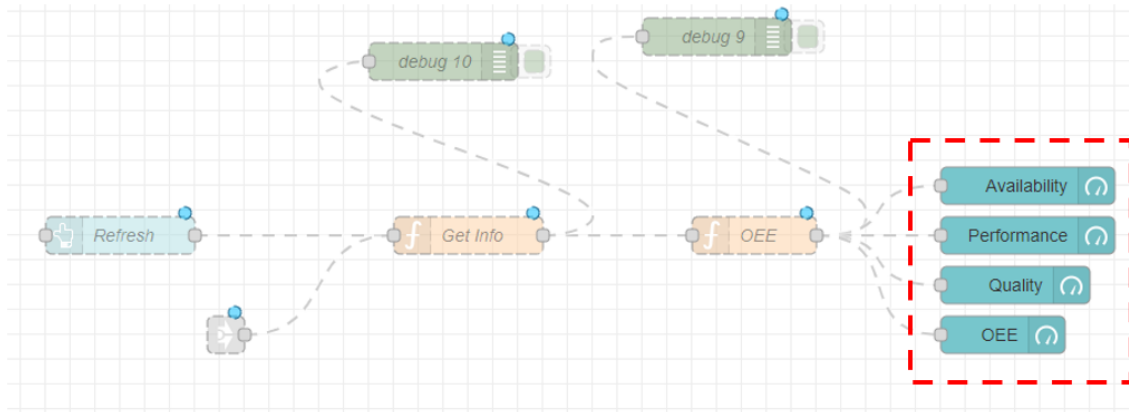 debug 9
debug 10
Availability
Refresh
Get Info
OEE
Performance
Quality
OEE